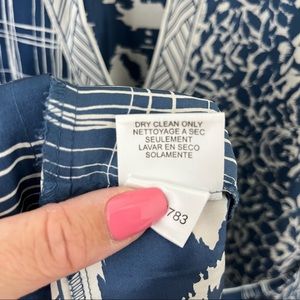 DRY CLEAN ONLY
NETTOYAGE A SEC
SEULEMENT
LAVAR EN SECO
SOLAMENTE
783